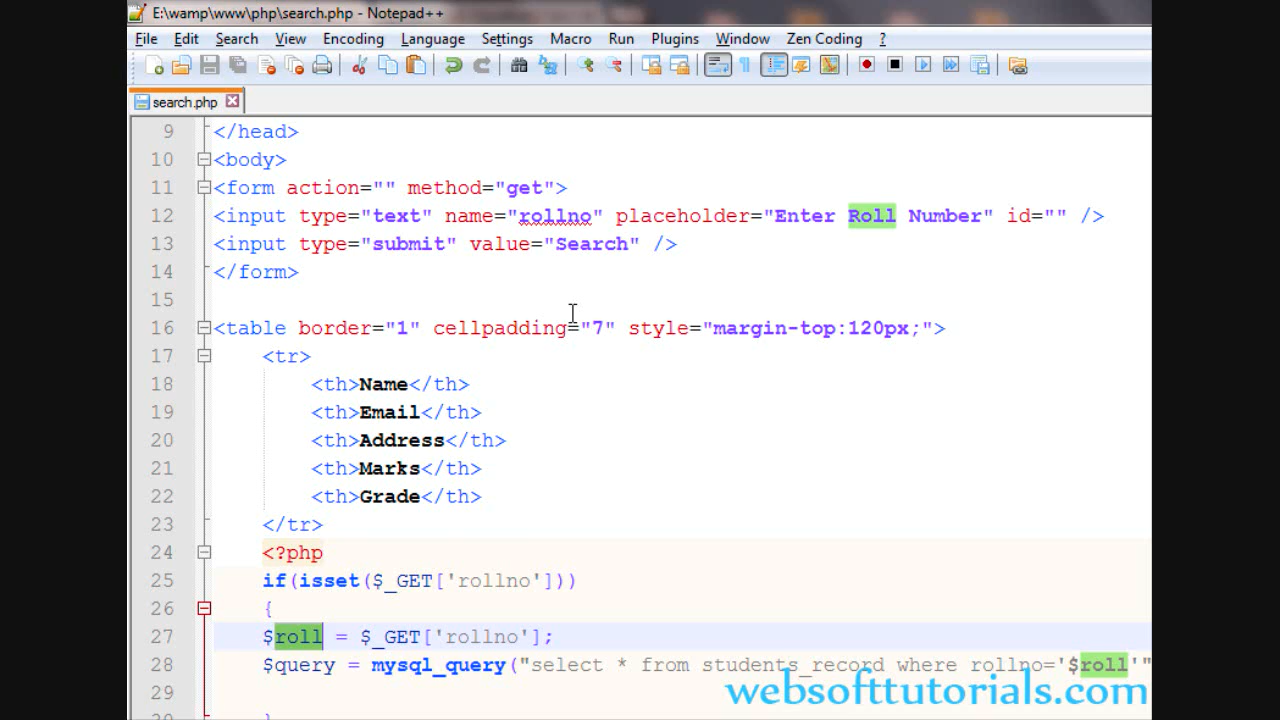 E:\wamp\www\php\search.php - Notepad++
File Edit Search View Encoding Language Settings Macro Run Plugins Window Zen Coding ?
search.php
9 </head>
10 <body>
11 <form action="" method="get">
12 <input type="text" name="rollno" placeholder="Enter Roll Number" id="" />
13 <input type="submit" value="Search" />
14 </form>
15
16 <table border="1" cellpadding="7" style="margin-top:120px;">
17 <tr>
18 <th>Name</th>
19 <th>Email</th>
20 <th>Address</th>
21 <th>Marks</th>
22 <th>Grade</th>
23 </tr>
24 <?php
25 if(isset($_GET['rollno']))
26 {
27 $roll = $_GET['rollno'];
28 $query = mysql_query("select * from students_record where rollno='$roll'"
29
websofttutorials.com